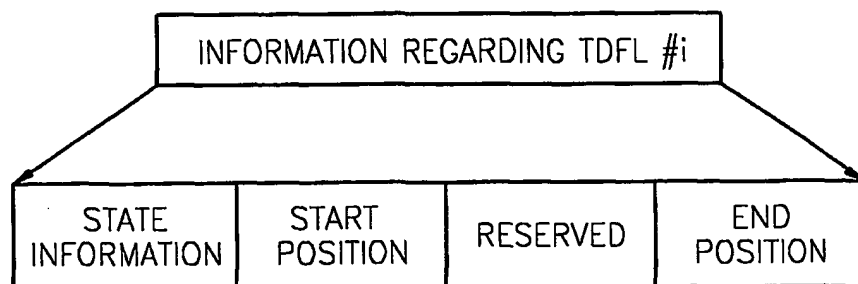 INFORMATION REGARDING TDFL #i
STATE
INFORMATION
START
POSITION
RESERVED
END
POSITION